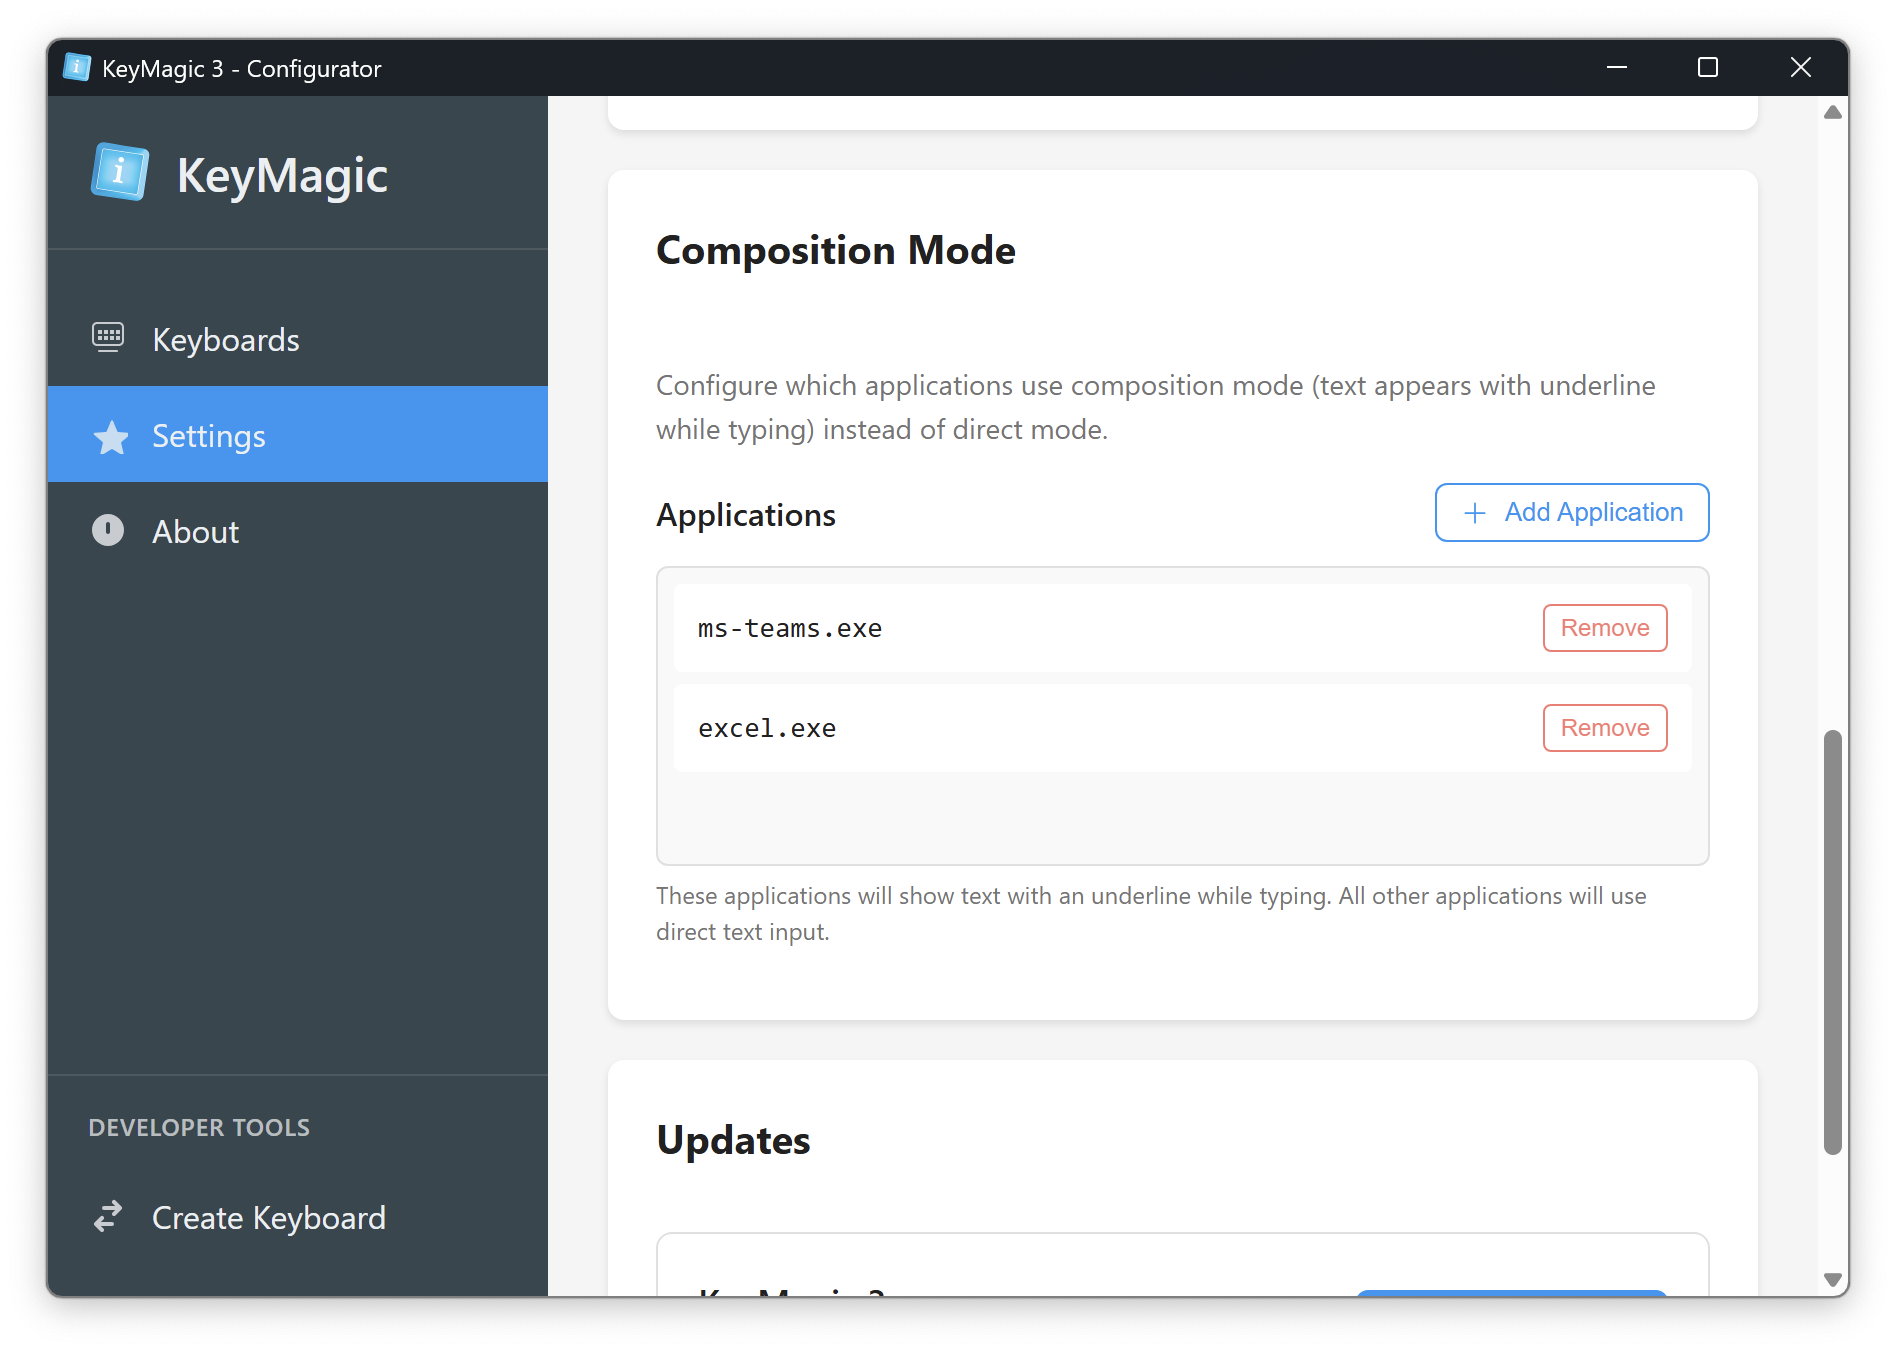 KeyMagic 3 - Configurator
KeyMagic
Keyboards
Settings
About
DEVELOPER TOOLS
Create Keyboard
Composition Mode
Configure which applications use composition mode (text appears with underline
while typing) instead of direct mode.
Applications
Add Application
ms-teams.exe
Remove
excel.exe
Remove
These applications will show text with an underline while typing. All other applications will use
direct text input.
Updates
KeyMagic 3